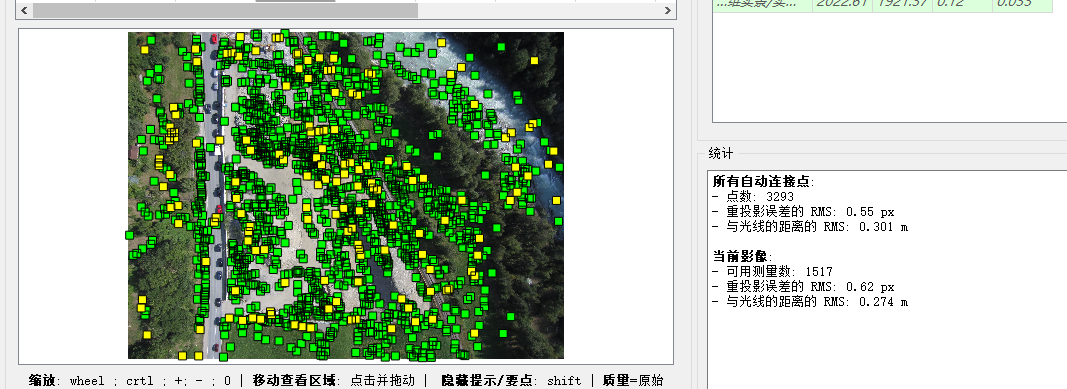 2022.61 1921.37 0.12 0.033
统计
所有自动连接点:
- 点数: 3293
- 重投影误差的 RMS: 0.55 px
- 与光线的距离的 RMS: 0.301 m
当前影像:
- 可用测量数: 1517
- 重投影误差的 RMS: 0.62 px
- 与光线的距离的 RMS: 0.274 m
缩放: wheel ; crtl ; +; - ; 0 | 移动查看区域: 点击并拖动 | 隐藏提示/要点: shift | 质量=原始